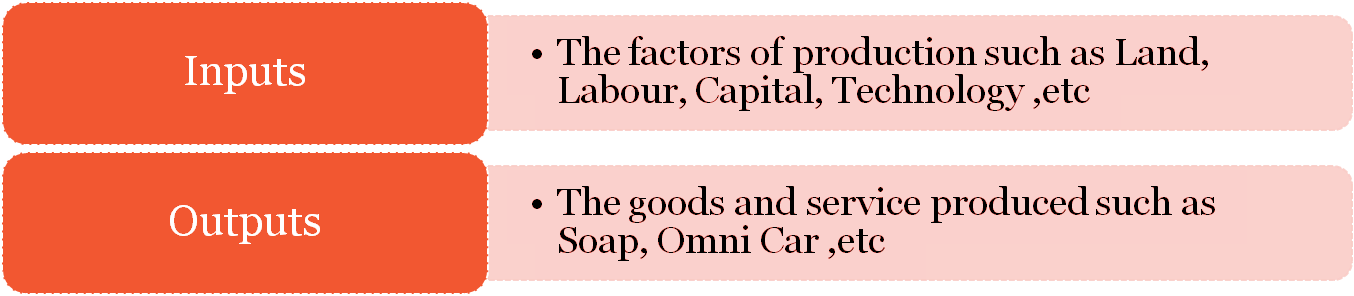 Inputs
• The factors of production such as Land,
Labour, Capital, Technology ,etc
Outputs
• The goods and service produced such as
Soap, Omni Car ,etc